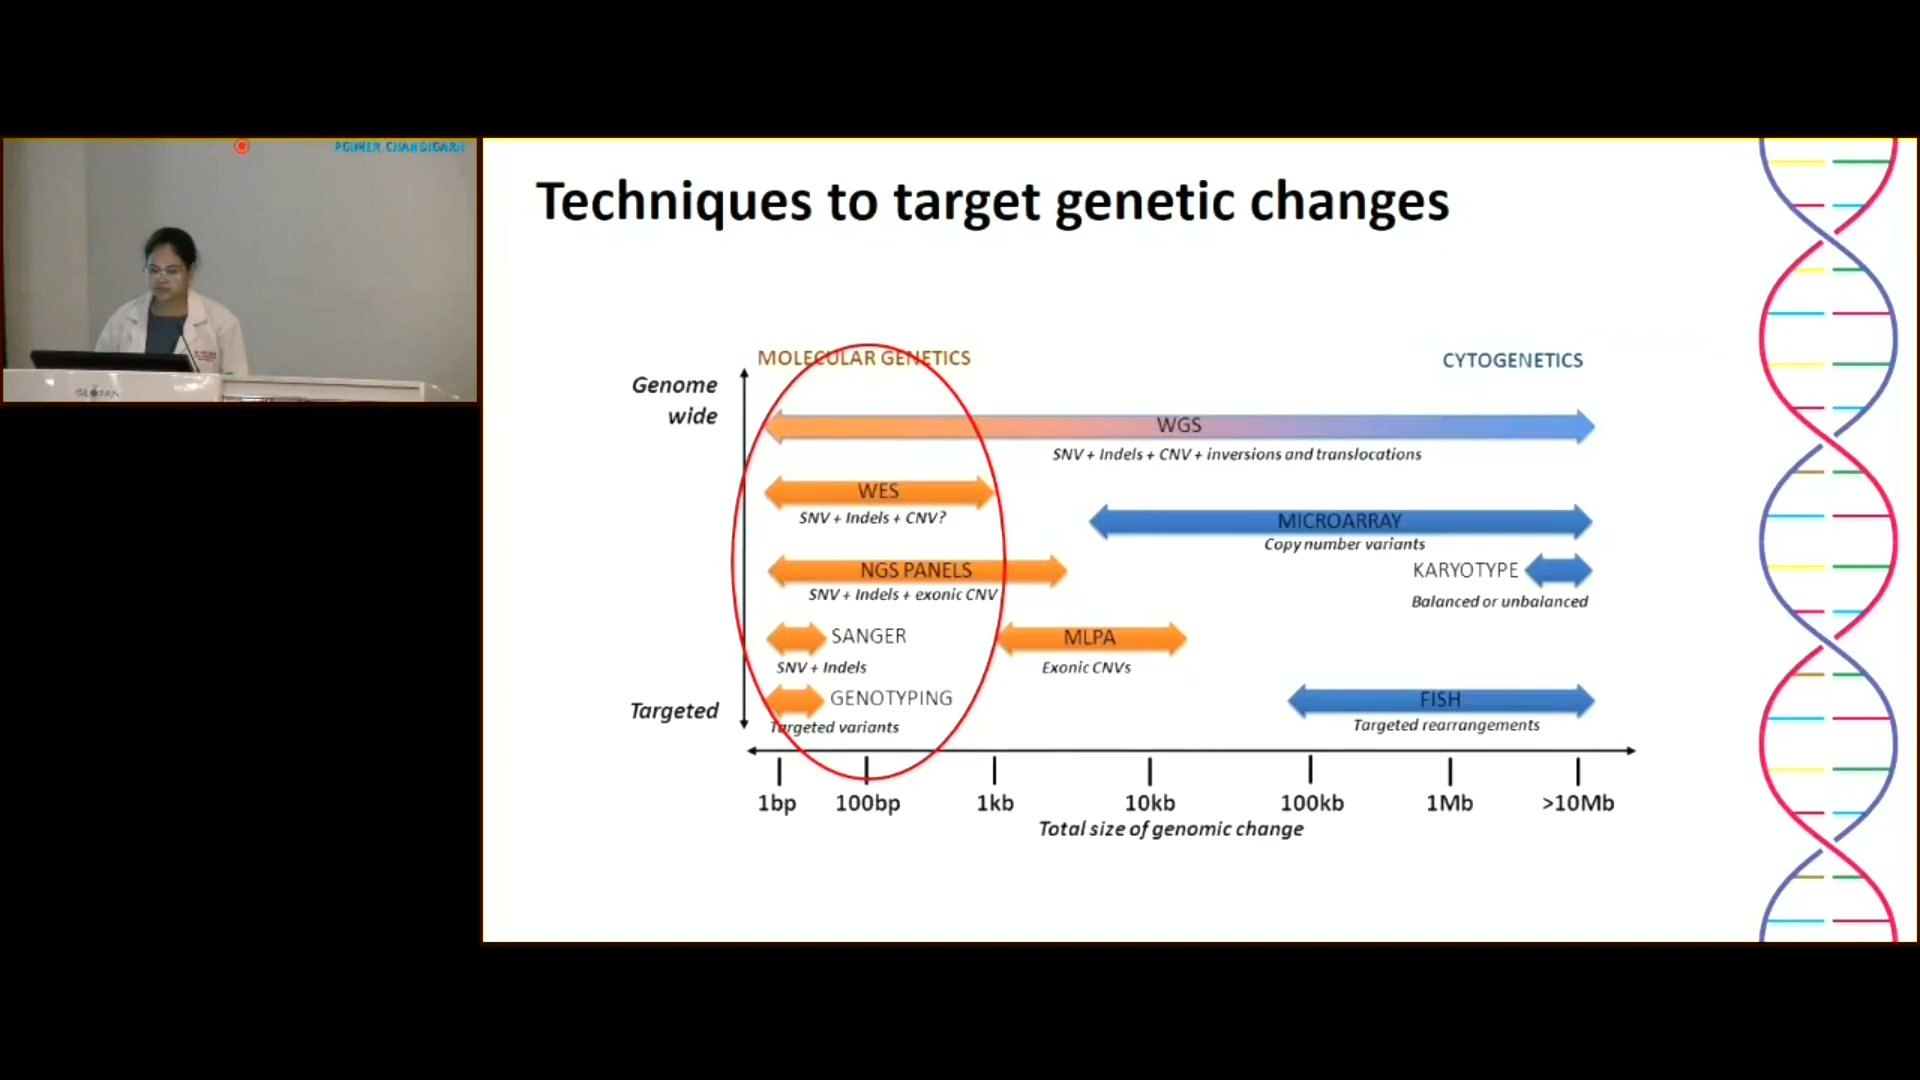 PGIMER CHANDIGARH
Techniques to target genetic changes
MOLECULAR GENETICS
CYTOGENETICS
Genome
wide
WGS
SNV + Indels + CNV + inversions and translocations
WES
SNV + Indels + CNV?
MICROARRAY
Copy number variants
NGS PANELS
SNV + Indels + exonic CNV
KARYOTYPE
Balanced or unbalanced
SANGER
SNV + Indels
MLPA
Exonic CNVs
Targeted
GENOTYPING
Targeted variants
FISH
Targeted rearrangements
1bp 100bp 1kb 10kb 100kb 1Mb >10Mb
Total size of genomic change